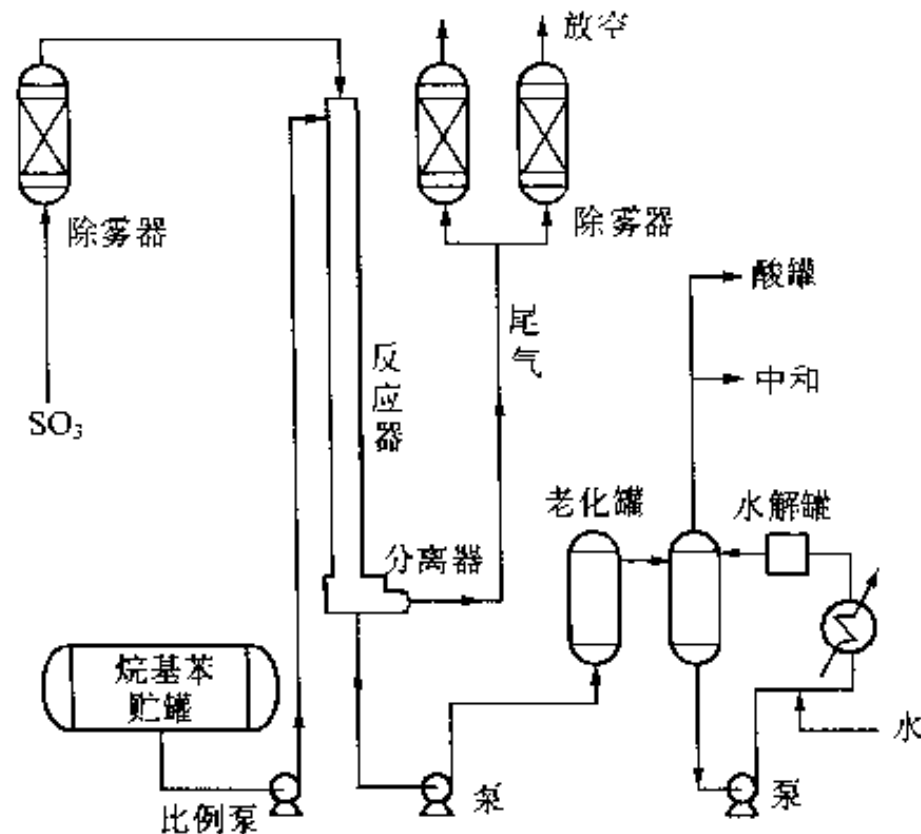 放空
除雾器
除雾器
酸罐
尾气
中和
反应器
SO₃
老化罐
水解罐
分离器
烷基苯
贮罐
水
比例泵
泵
泵